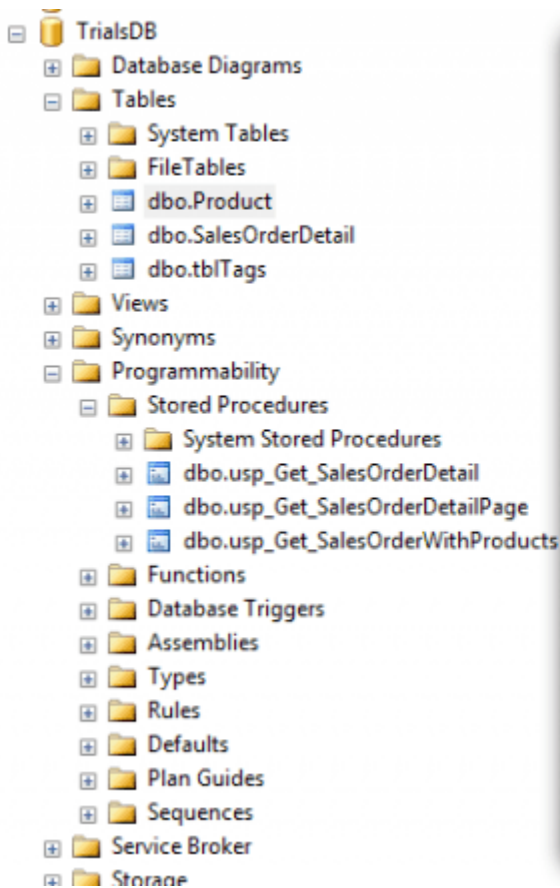 TrialsDB
Database Diagrams
Tables
System Tables
FileTables
dbo.Product
dbo.SalesOrderDetail
dbo.tblTags
Views
Synonyms
Programmability
Stored Procedures
System Stored Procedures
dbo.usp_Get_SalesOrderDetail
dbo.usp_Get_SalesOrderDetailPage
dbo.usp_Get_SalesOrderWithProducts
Functions
Database Triggers
Assemblies
Types
Rules
Defaults
Plan Guides
Sequences
Service Broker
Storage